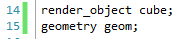 14 render_object cube;
15 geometry geom;